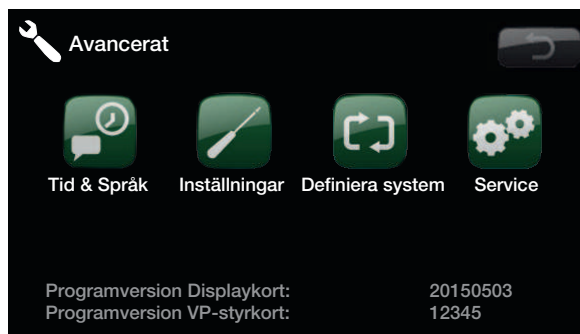 Avancerat
Tid & Språk Inställningar Definiera system Service
Programversion Displaykort: 20150503
Programversion VP-styrkort: 12345